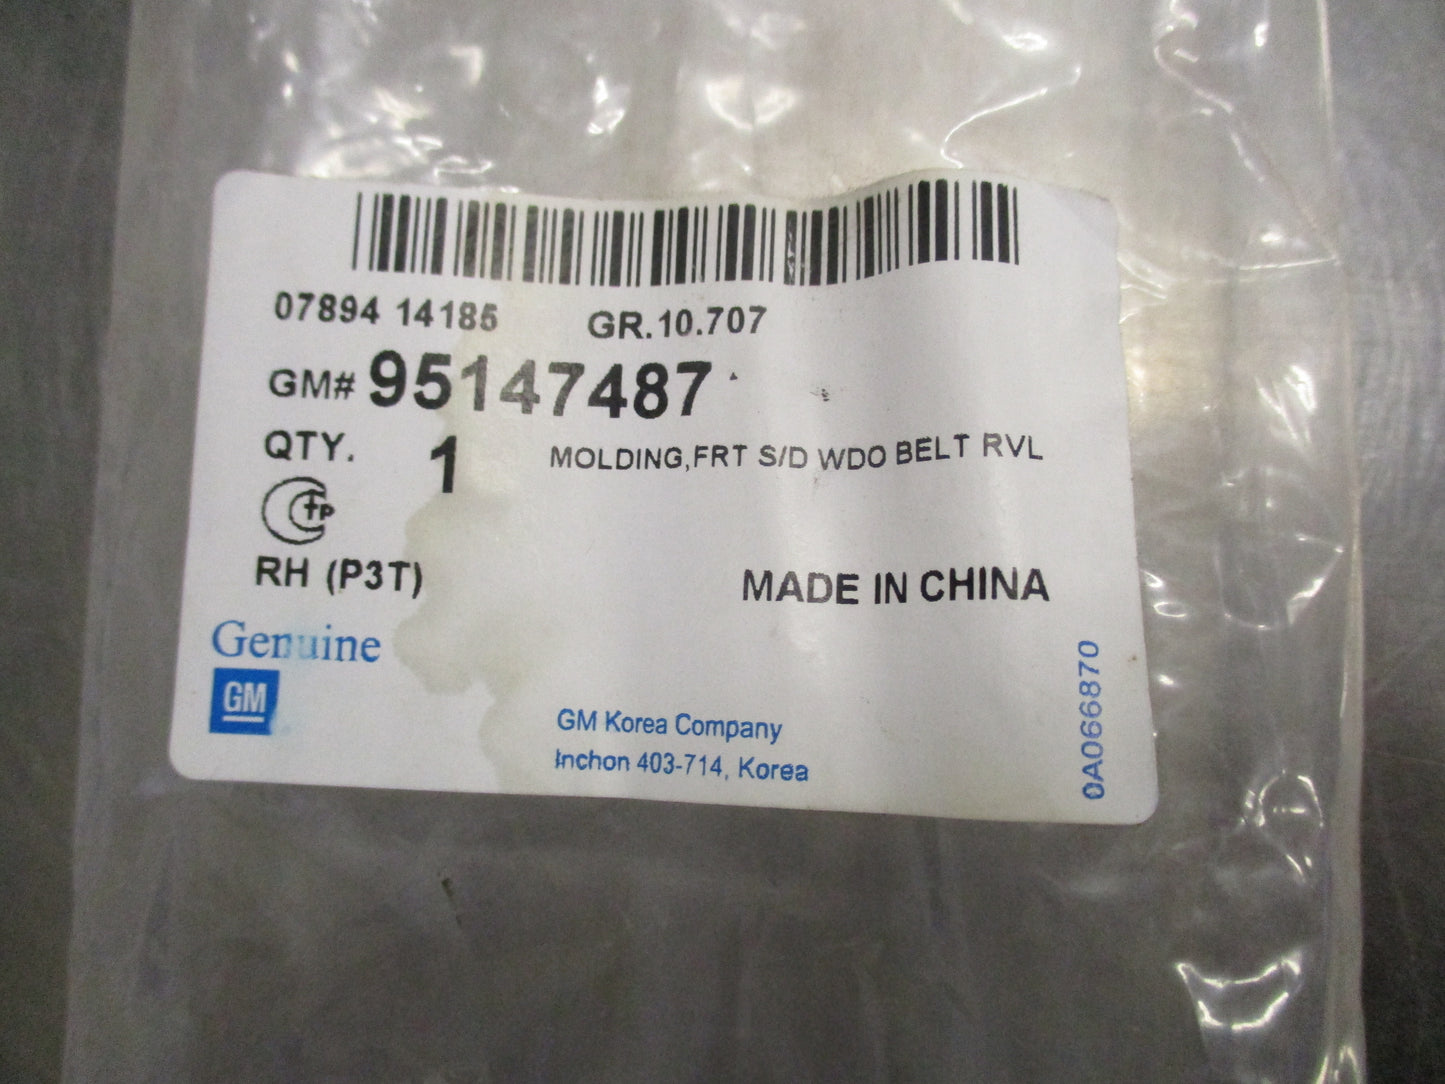 07894 14185 GR.10.707
GM# 95147487
QTY. 1 MOLDING,FRT S/D WDO BELT RVL
RH (P3T) MADE IN CHINA
Genuine
GM
GM Korea Company
Inchon 403-714, Korea
0A066870